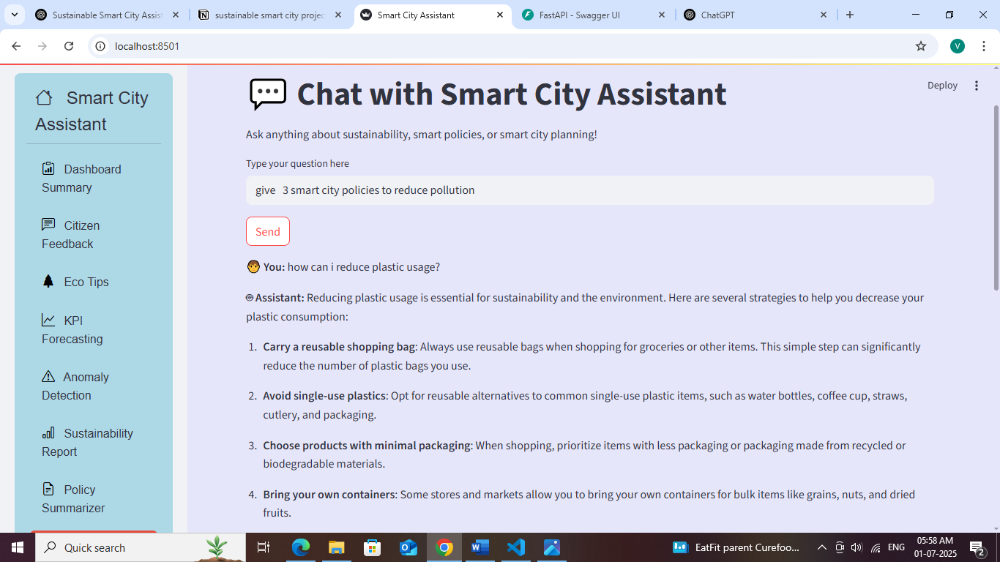 Sustainable Smart City Assist
sustainable smart city projec
Smart City Assistant
FastAPI - Swagger UI
ChatGPT
localhost:8501
V
Smart City
Assistant
Dashboard
Summary
Citizen
Feedback
Eco Tips
KPI
Forecasting
Anomaly
Detection
Sustainability
Report
Policy
Summarizer
Deploy
Chat with Smart City Assistant
Ask anything about sustainability, smart policies, or smart city planning!
Type your question here
give 3 smart city policies to reduce pollution
Send
You: how can i reduce plastic usage?
Assistant: Reducing plastic usage is essential for sustainability and the environment. Here are several strategies to help you decrease your
plastic consumption:
1. Carry a reusable shopping bag: Always use reusable bags when shopping for groceries or other items. This simple step can significantly
reduce the number of plastic bags you use.
2. Avoid single-use plastics: Opt for reusable alternatives to common single-use plastic items, such as water bottles, coffee cup, straws,
cutlery, and packaging.
3. Choose products with minimal packaging: When shopping, prioritize items with less packaging or packaging made from recycled or
biodegradable materials.
4. Bring your own containers: Some stores and markets allow you to bring your own containers for bulk items like grains, nuts, and dried
fruits.
Quick search
EatFit parent Curefoo...
ENG
05:58 AM
01-07-2025
2